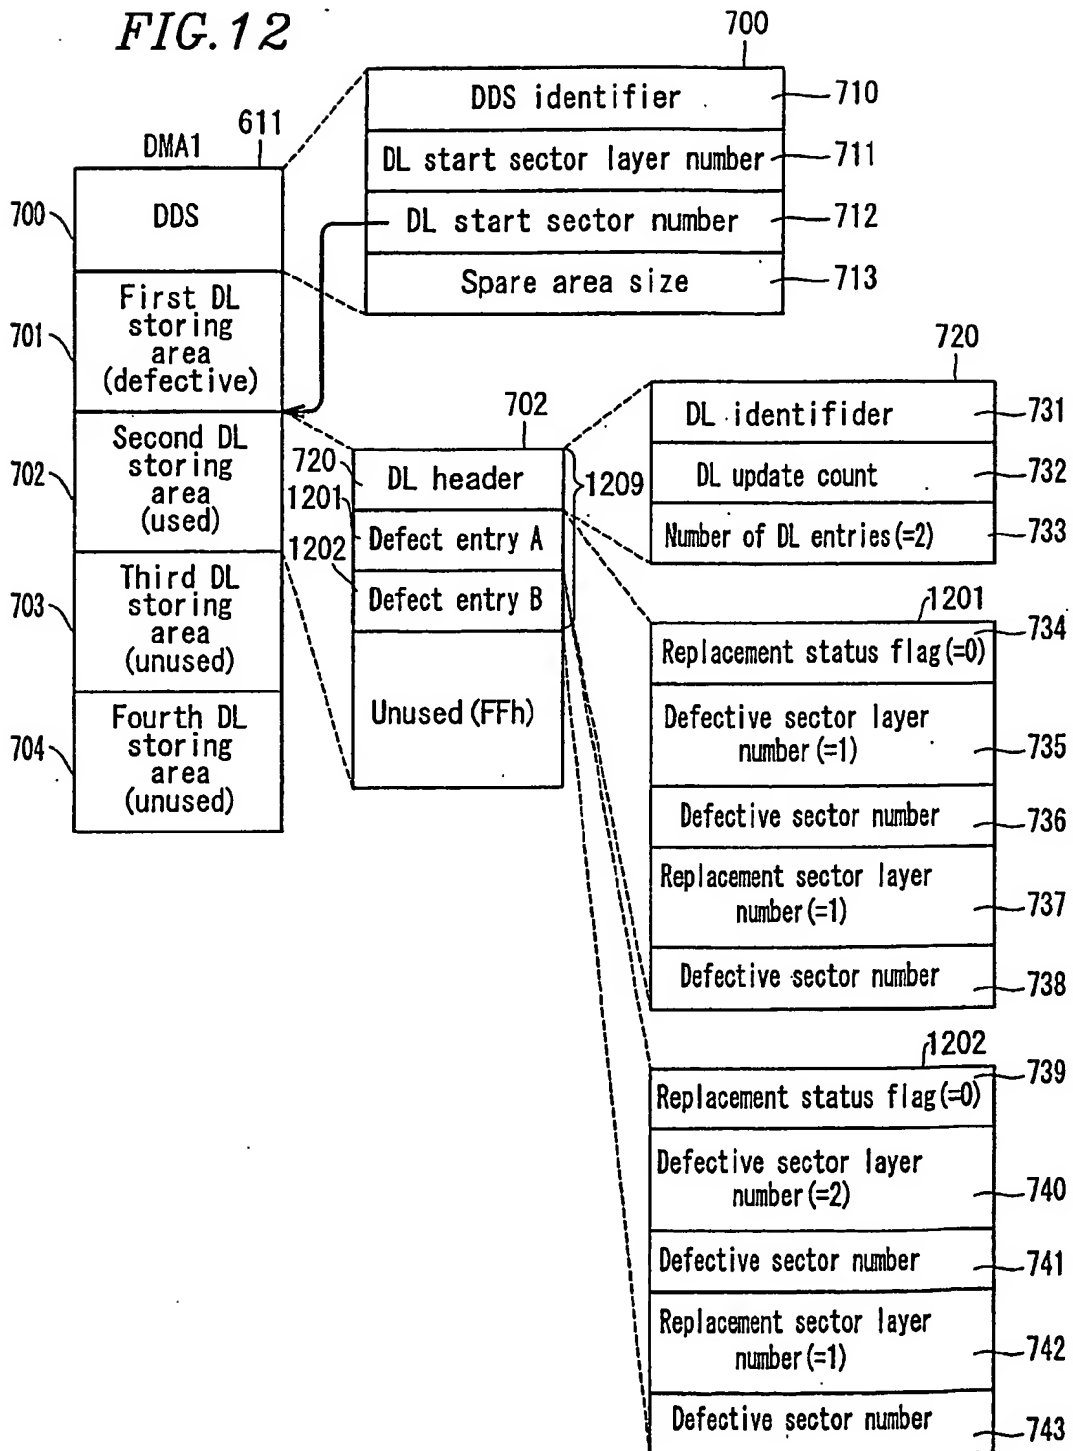 FIG.12
700
DDS identifier
710
DL start sector layer number
711
DL start sector number
712
Spare area size
713
DMA1
611
700
DDS
701
First DL
storing
area
(defective)
702
Second DL
storing
area
(used)
703
Third DL
storing
area
(unused)
704
Fourth DL
storing
area
(unused)
702
720
DL header
1209
1201
Defect entry A
1202
Defect entry B
Unused(FFh)
720
DL identifider
731
DL update count
732
Number of DL entries(=2)
733
1201
Replacement status flag(=0)
734
Defective sector layer
number(=1)
735
Defective sector number
736
Replacement sector layer
number(=1)
737
Defective sector number
738
1202
Replacement status flag(=0)
739
Defective sector layer
number(=2)
740
Defective sector number
741
Replacement sector layer
number(=1)
742
Defective sector number
743